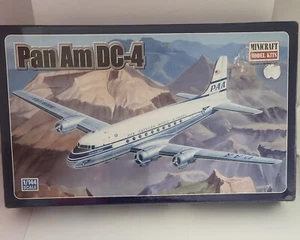 Pan Am DC-4
MINICRAFT
MODEL KITS
PAA
1/144
SCALE